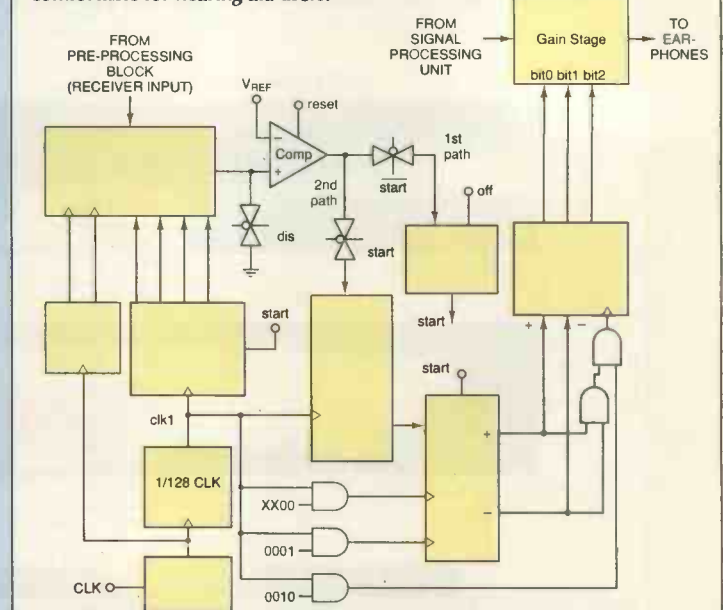 FROM
PRE-PROCESSING
BLOCK
(RECEIVER INPUT)
FROM
SIGNAL
PROCESSING
UNIT
Gain Stage
bit0 bit1 bit2
TO
EAR-
PHONES
VREF
reset
Comp
1st
path
start
2nd
path
off
dis
start
start
start
start
clk1
1/128 CLK
XX00
0001
0010
CLK
+
−
+
−
+
−